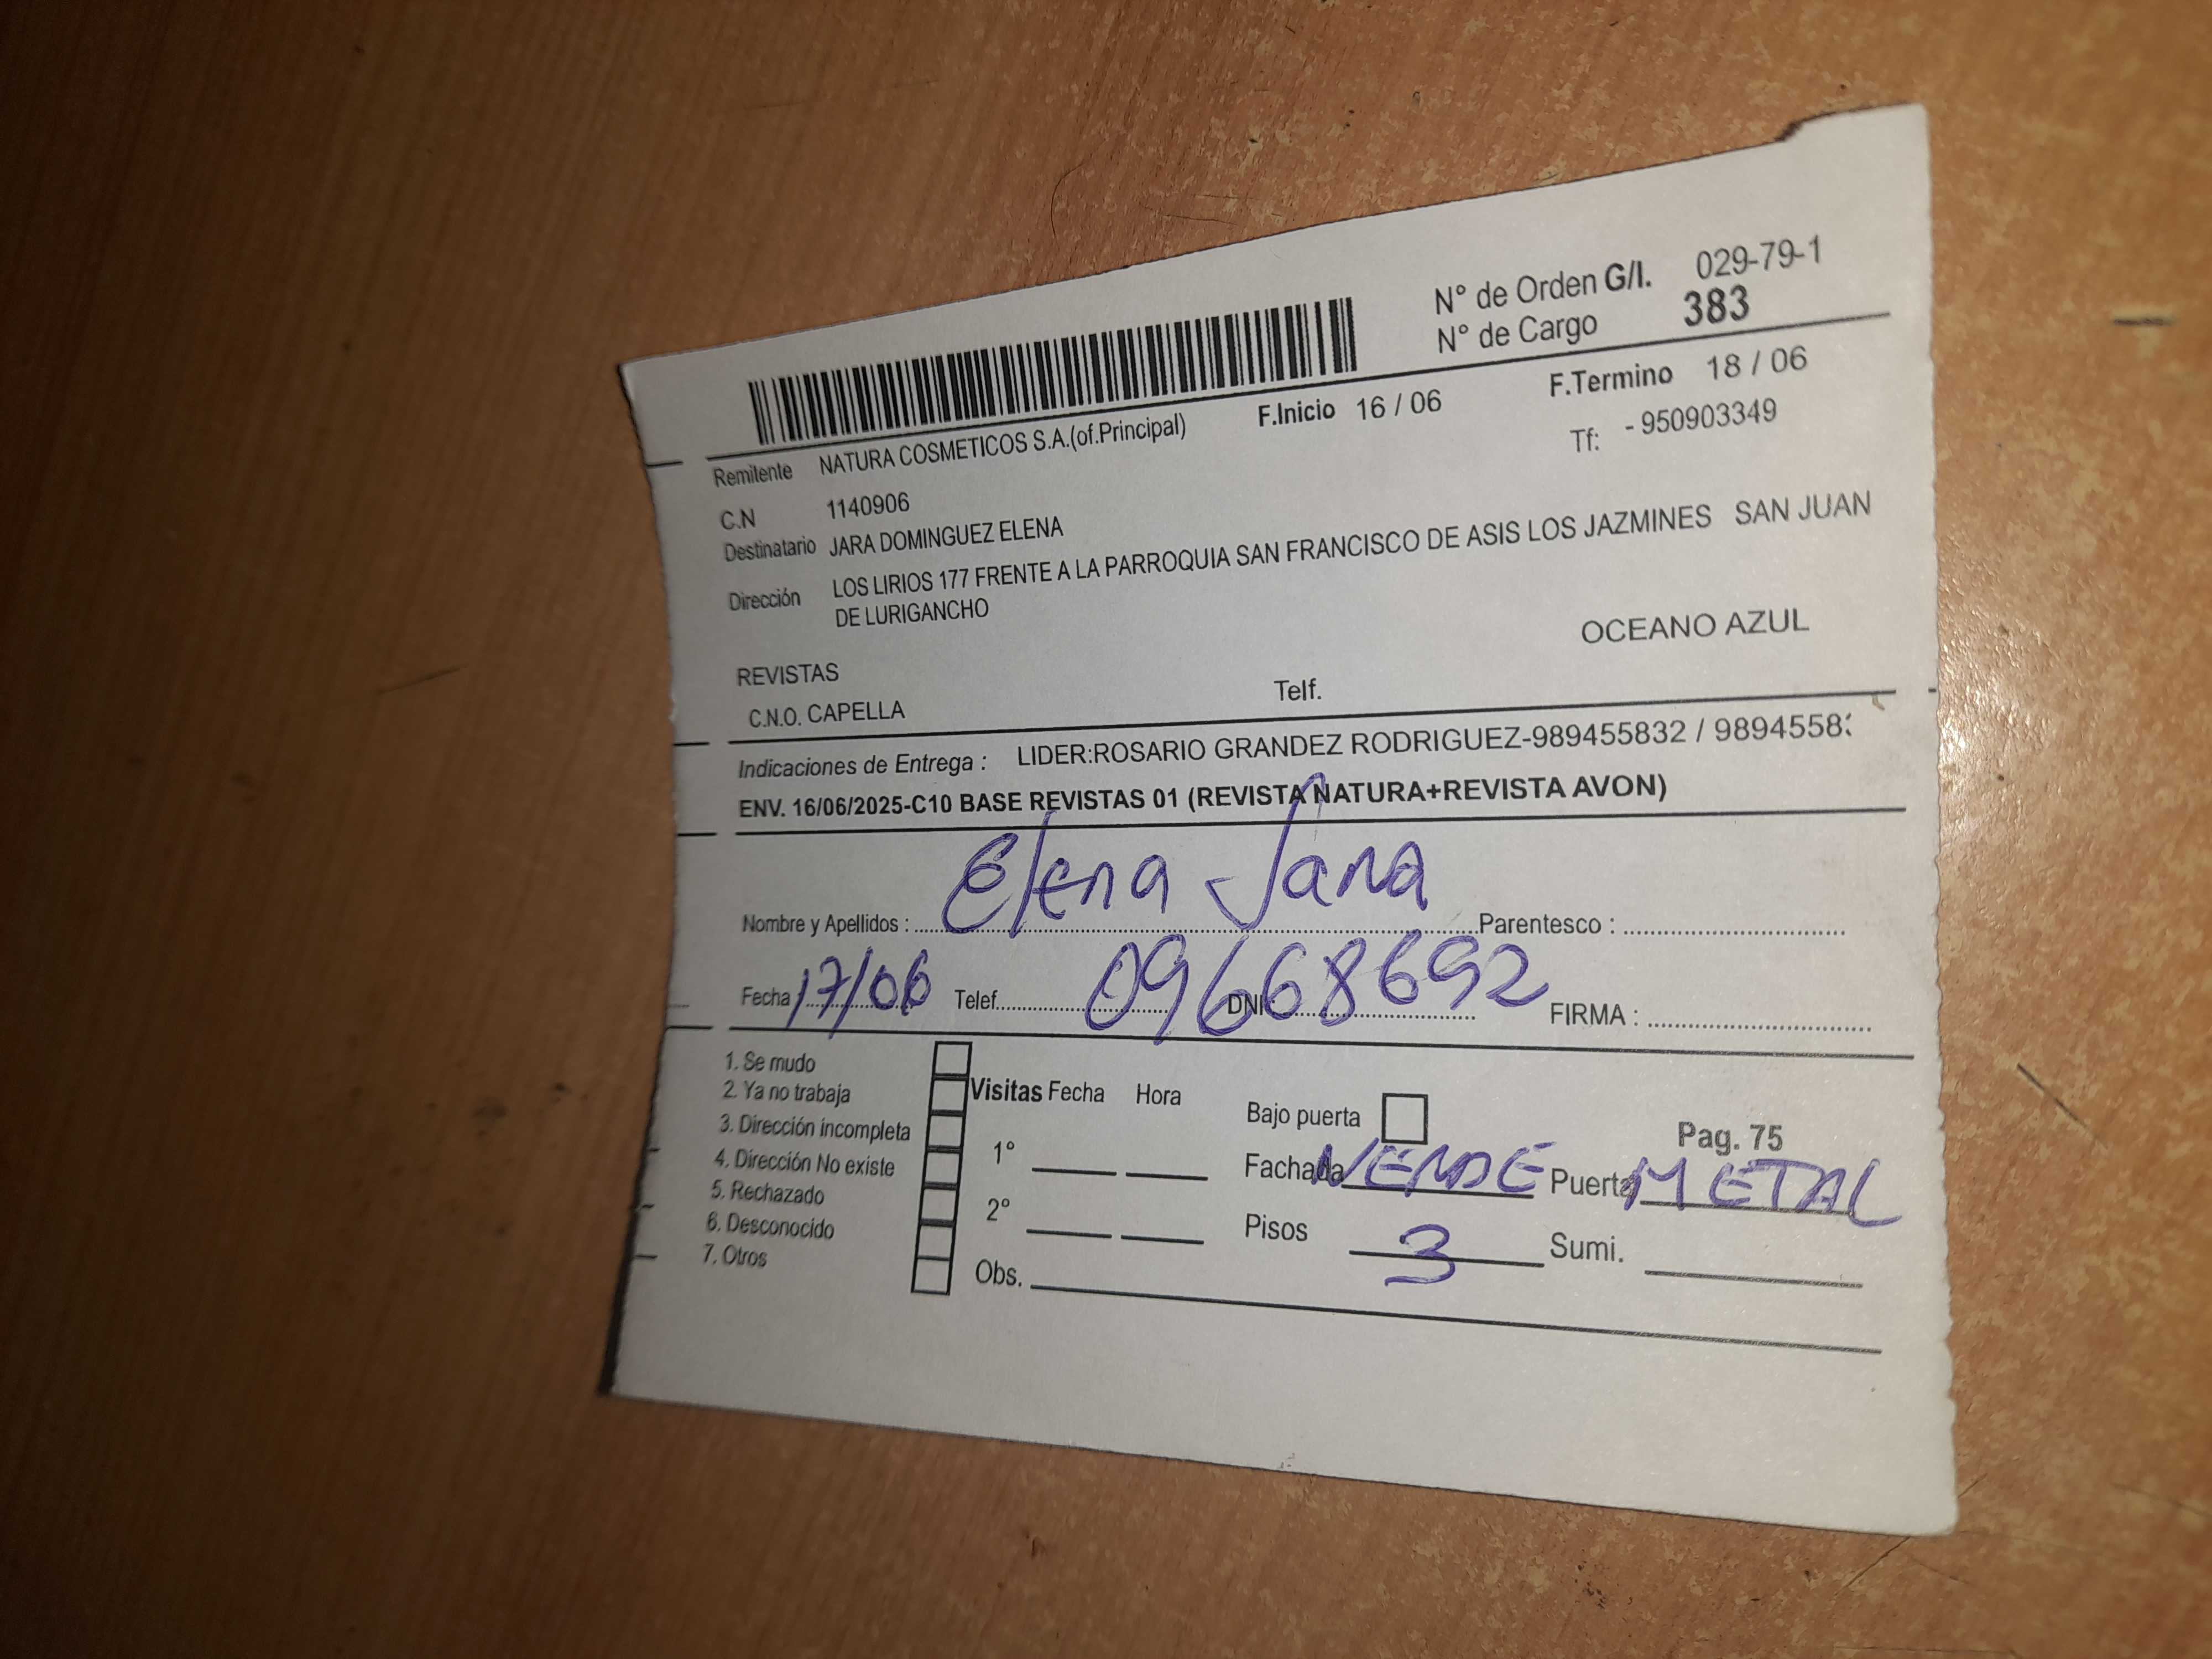 N° de Orden G/I. 029-79-1
N° de Cargo 383
F.Inicio 16 / 06 F.Termino 18 / 06
Remitente NATURA COSMETICOS S.A.(of.Principal) Tf: - 950903349
C.N 1140906
Destinatario JARA DOMINGUEZ ELENA
Dirección LOS LIRIOS 177 FRENTE A LA PARROQUIA SAN FRANCISCO DE ASIS LOS JAZMINES SAN JUAN
DE LURIGANCHO
OCEANO AZUL
REVISTAS
C.N.O. CAPELLA Telf.
Indicaciones de Entrega : LIDER:ROSARIO GRANDEZ RODRIGUEZ-989455832 / 98945583
ENV. 16/06/2025-C10 BASE REVISTAS 01 (REVISTA NATURA+REVISTA AVON)
Nombre y Apellidos : Elena Jara Parentesco :
Fecha 17/06 Telef. DNI: 09668692 FIRMA :
1. Se mudo
2. Ya no trabaja
3. Dirección incompleta
4. Dirección No existe
5. Rechazado
6. Desconocido
7. Otros
Visitas Fecha Hora
1°
2°
Obs.
Bajo puerta Pag. 75
Fachada VERDE Puerta METAL
Pisos 3 Sumi.